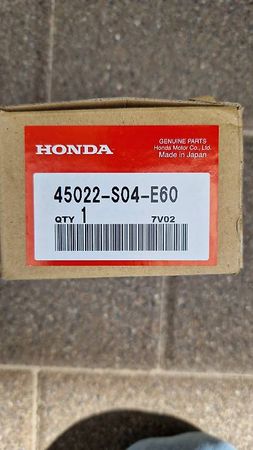 HONDA
GENUINE PARTS
Honda Motor Co., Ltd.
Made in Japan
45022-S04-E60
QTY 1 7V02